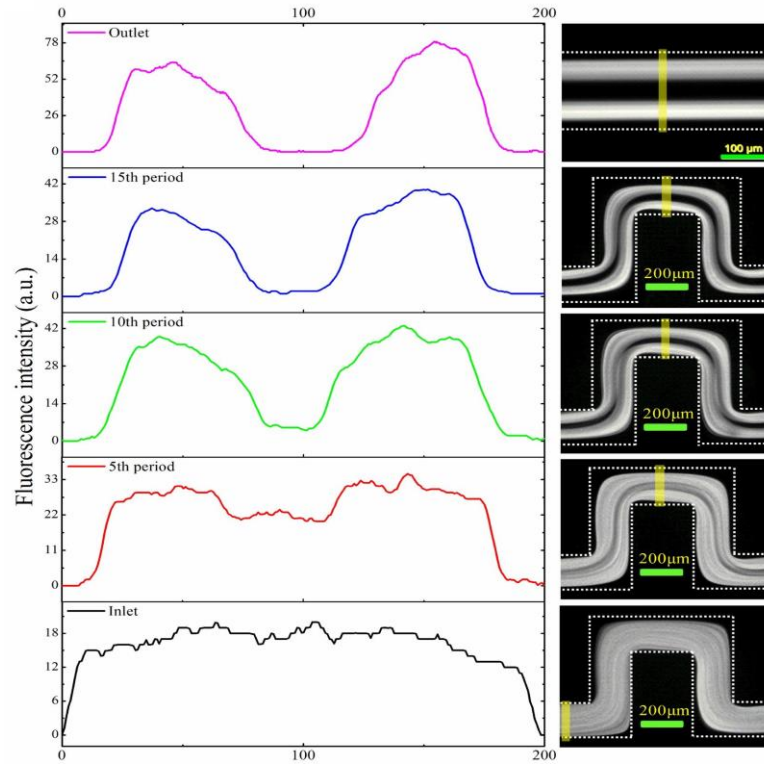 0 100 200
Fluorescence intensity (a.u.)
Outlet
78
52
26
0
100 μm
15th period
42
28
14
0
200μm
10th period
42
28
14
0
200μm
5th period
33
22
11
0
200μm
Inlet
18
12
6
0
200μm
0 100 200